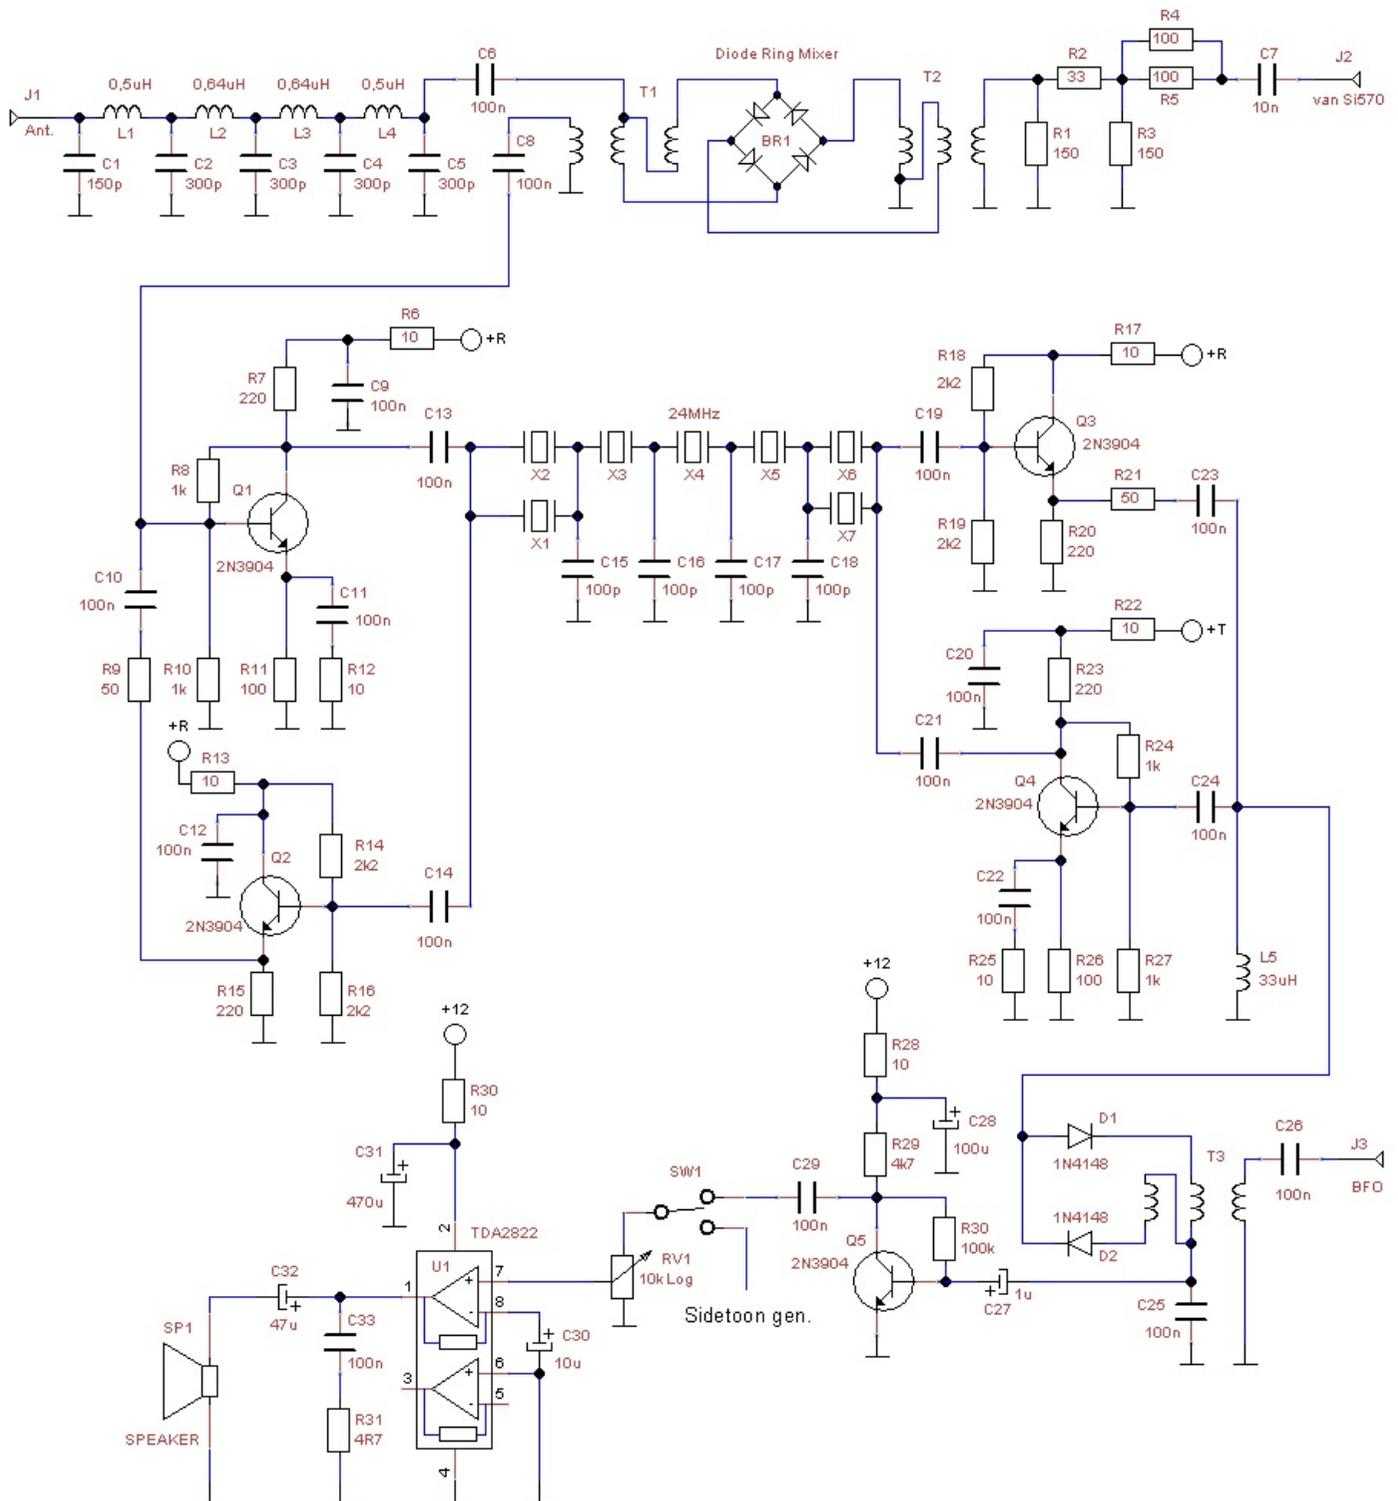 Diode Ring Mixer
J1
Ant.
0,5uH
L1
0,64uH
L2
0,64uH
L3
0,5uH
L4
C1
150p
C2
300p
C3
300p
C4
300p
C5
300p
C6
100n
C8
100n
T1
BR1
T2
R1
150
R2
33
R3
150
R4
100
100
R5
C7
10n
J2
van Si570
R6
10
+R
R7
220
C9
100n
R8
1k
Q1
2N3904
C10
100n
R9
50
R10
1k
R11
100
C11
100n
R12
10
C13
100n
24MHz
X2
X3
X4
X5
X6
X1
X7
C15
100p
C16
100p
C17
100p
C18
100p
C19
100n
R18
2k2
R17
10
+R
Q3
2N3904
R19
2k2
R20
220
R21
50
C23
100n
R22
10
+T
C20
100n
R23
220
C21
100n
R24
1k
Q4
2N3904
C24
100n
C22
100n
R25
10
R26
100
R27
1k
L5
33uH
+R
R13
10
C12
100n
Q2
2N3904
R14
2k2
C14
100n
R15
220
R16
2k2
+12
R30
10
C31
+
470u
2
TDA2822
U1
1
7
+
8
-
3
6
+
5
-
4
C30
+
10u
C32
+
47u
C33
100n
R31
4R7
SP1
SPEAKER
RV1
10k Log
SW1
Sidetoon gen.
C29
100n
+12
R28
10
C28
+
100u
R29
4k7
R30
100k
Q5
2N3904
C27
+
1u
D1
1N4148
1N4148
D2
T3
C25
100n
C26
100n
J3
BFO